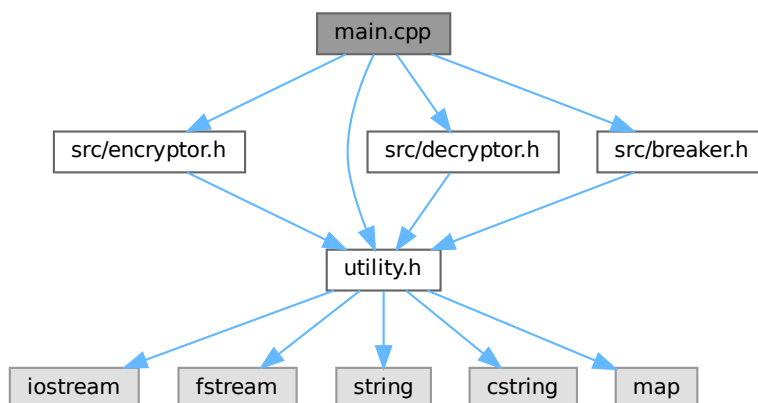 main.cpp
src/encryptor.h
src/decryptor.h
src/breaker.h
utility.h
iostream
fstream
string
cstring
map